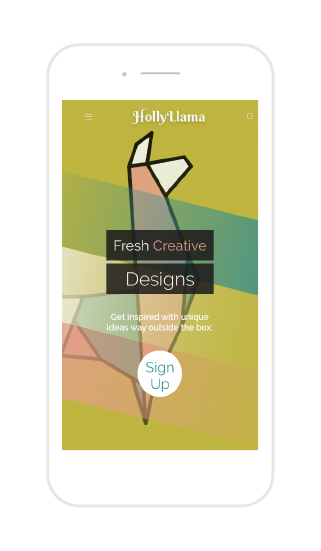 HollyLlama
Fresh Creative
Designs
Get inspired with unique
ideas way outside the box.
Sign
Up